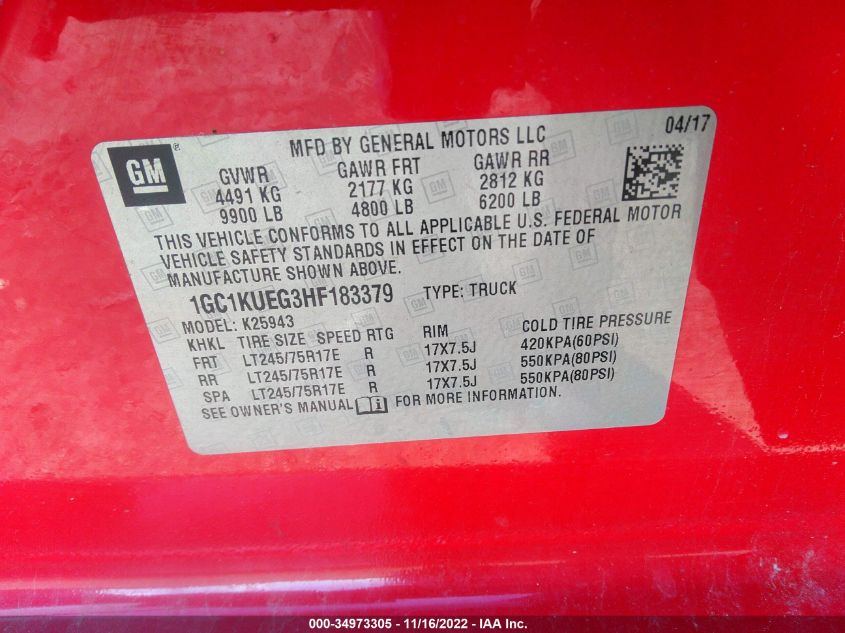 GM ®
MFD BY GENERAL MOTORS LLC 04/17
GVWR GAWR FRT GAWR RR
4491 KG 2177 KG 2812 KG
9900 LB 4800 LB 6200 LB
THIS VEHICLE CONFORMS TO ALL APPLICABLE U.S. FEDERAL MOTOR
VEHICLE SAFETY STANDARDS IN EFFECT ON THE DATE OF
MANUFACTURE SHOWN ABOVE.
1GC1KUEG3HF183379 TYPE: TRUCK
MODEL: K25943
KHKL TIRE SIZE SPEED RTG RIM COLD TIRE PRESSURE
FRT LT245/75R17E R 17X7.5J 420KPA(60PSI)
RR LT245/75R17E R 17X7.5J 550KPA(80PSI)
SPA LT245/75R17E R 17X7.5J 550KPA(80PSI)
SEE OWNER'S MANUAL FOR MORE INFORMATION.
000-34973305 - 11/16/2022 - IAA Inc.